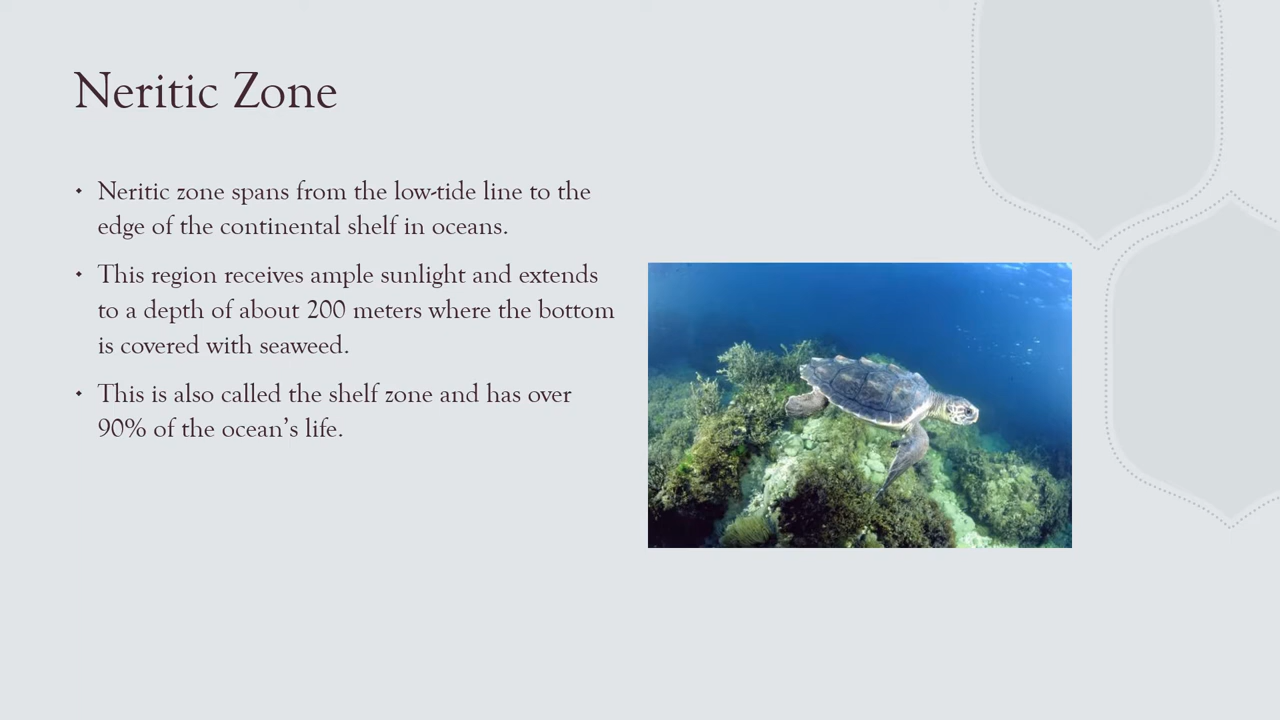 Neritic Zone
Neritic zone spans from the low-tide line to the
edge of the continental shelf in oceans.
This region receives ample sunlight and extends
to a depth of about 200 meters where the bottom
is covered with seaweed.
This is also called the shelf zone and has over
90% of the ocean’s life.